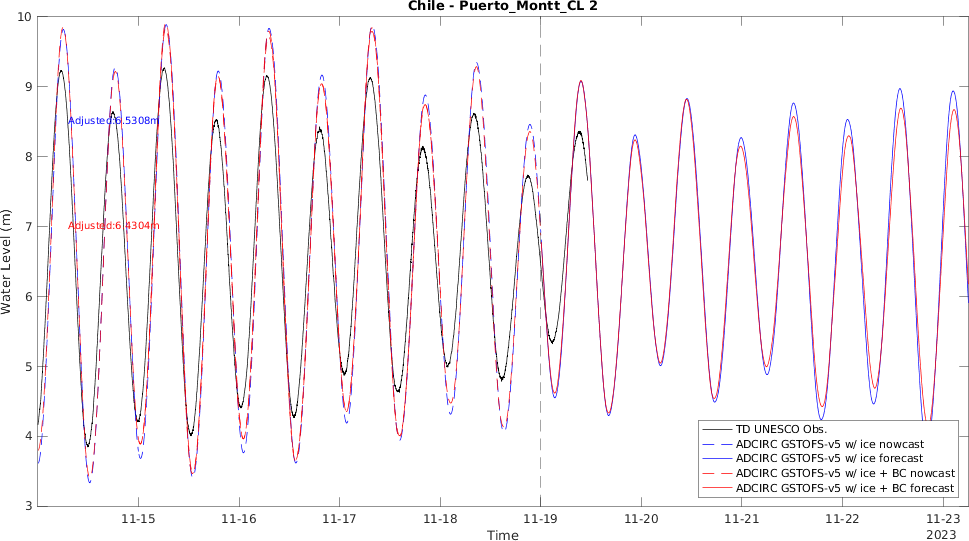 Chile - Puerto_Montt_CL 2
10
9
8
7
6
5
4
3
Water Level (m)
Adjusted:6.5308m
Adjusted:6.4304m
TD UNESCO Obs.
ADCIRC GSTOFS-v5 w/ ice nowcast
ADCIRC GSTOFS-v5 w/ ice forecast
ADCIRC GSTOFS-v5 w/ ice + BC nowcast
ADCIRC GSTOFS-v5 w/ ice + BC forecast
11-15
11-16
11-17
11-18
11-19
11-20
11-21
11-22
11-23
2023
Time